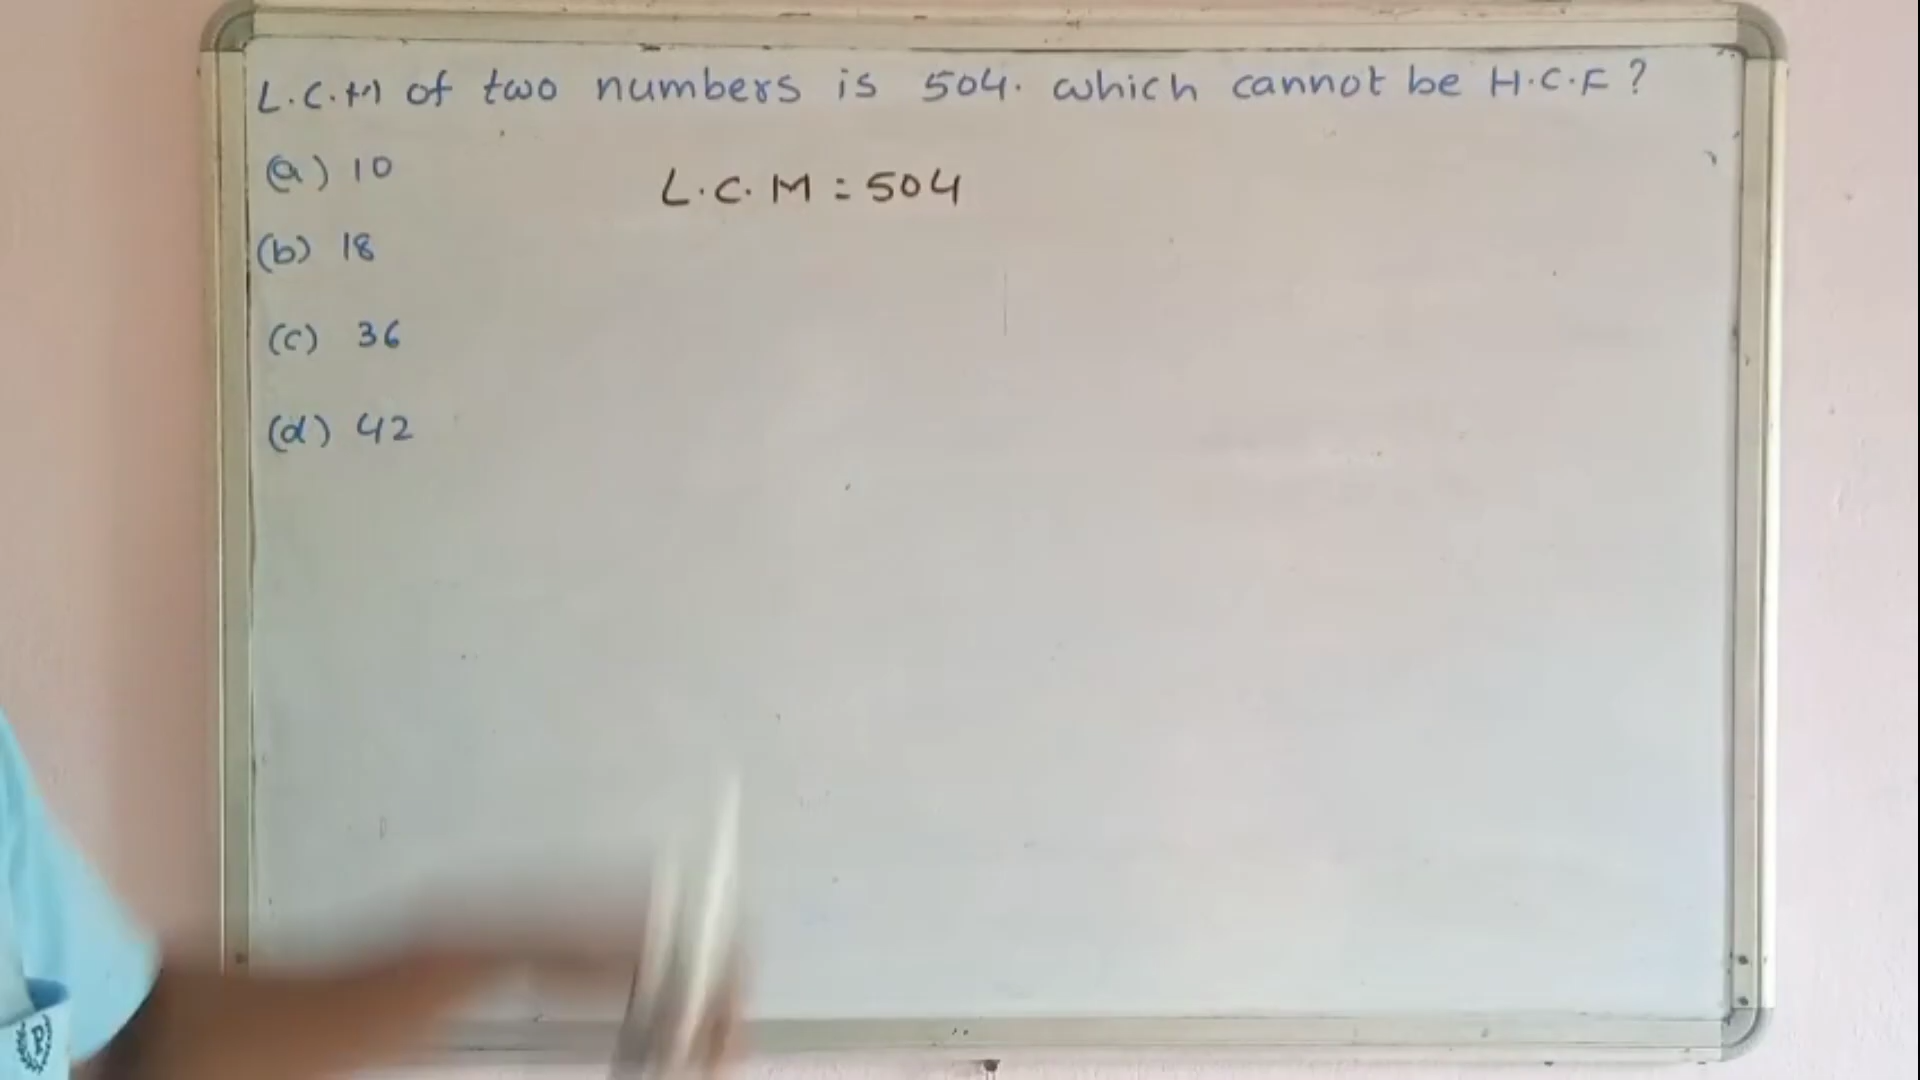 L.C.M of two numbers is 504. which cannot be H.C.F ?
(a) 10
L.C.M = 504
(b) 18
(c) 36
(d) 42